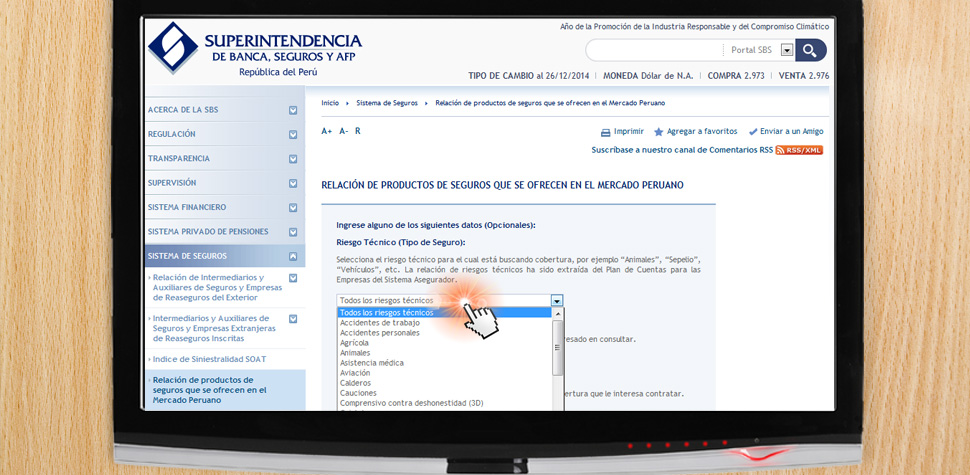 Año de la Promoción de la Industria Responsable y del Compromiso Climático
SUPERINTENDENCIA
DE BANCA, SEGUROS Y AFP
República del Perú
Portal SBS
TIPO DE CAMBIO al 26/12/2014 | MONEDA Dólar de N.A. | COMPRA 2.973 | VENTA 2.976
ACERCA DE LA SBS
REGULACIÓN
TRANSPARENCIA
SUPERVISIÓN
SISTEMA FINANCIERO
SISTEMA PRIVADO DE PENSIONES
SISTEMA DE SEGUROS
Relación de Intermediarios y
Auxiliares de Seguros y Empresas
de Reaseguros del Exterior
Intermediarios y Auxiliares de
Seguros y Empresas Extranjeras
de Reaseguros Inscritas
Indice de Siniestralidad SOAT
Relación de productos de
seguros que se ofrecen en el
Mercado Peruano
Inicio Sistema de Seguros Relación de productos de seguros que se ofrecen en el Mercado Peruano
A+ A- R
Imprimir Agregar a favoritos Enviar a un Amigo
Suscríbase a nuestro canal de Comentarios RSS RSS/XML
RELACIÓN DE PRODUCTOS DE SEGUROS QUE SE OFRECEN EN EL MERCADO PERUANO
Ingrese alguno de los siguientes datos (Opcionales):
Riesgo Técnico (Tipo de Seguro):
Selecciona el riesgo técnico para el cual está buscando cobertura, por ejemplo "Animales", "Sepelio",
"Vehículos", etc. La relación de riesgos técnicos ha sido extraída del Plan de Cuentas para las
Empresas del Sistema Asegurador.
Todos los riesgos técnicos
Todos los riesgos técnicos
Accidentes de trabajo
Accidentes personales
Agrícola
Animales
Asistencia médica
Aviación
Calderos
Cauciones
Comprensivo contra deshonestidad (3D)
resado en consultar.
ertura que le interesa contratar.